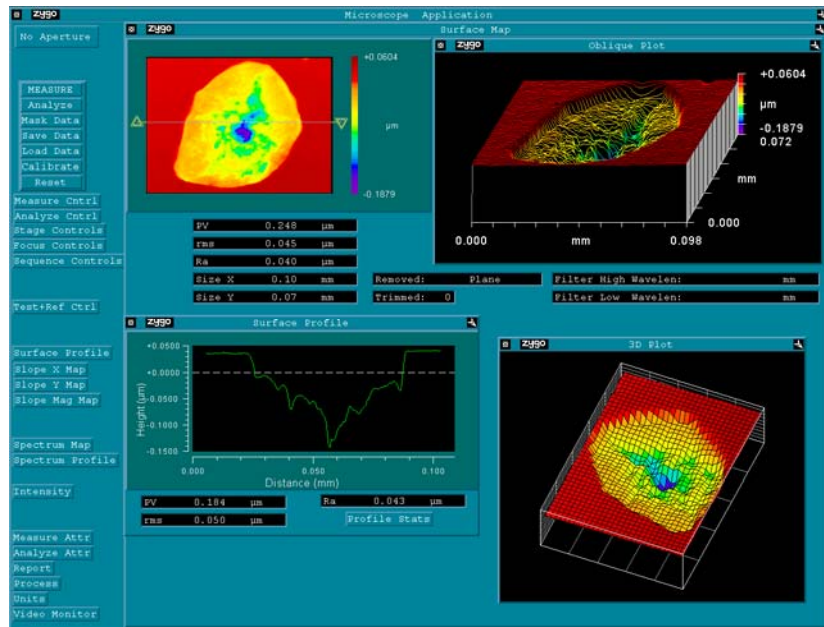 zygo Microscope Application
No Aperture
MEASURE
Analyze
Mask Data
Save Data
Load Data
Calibrate
Reset
Measure Cntrl
Analyze Cntrl
Stage Controls
Focus Controls
Sequence Controls
Test+Ref Ctrl
Surface Profile
Slope X Map
Slope Y Map
Slope Mag Map
Spectrum Map
Spectrum Profile
Intensity
Measure Attr
Analyze Attr
Report
Process
Units
Video Monitor
zygo Surface Map
+0.0604
µm
-0.1879
PV 0.248 µm
rms 0.045 µm
Ra 0.040 µm
Size X 0.10 mm
Size Y 0.07 mm
Removed: Plane
Trimmed: 0
Filter High Wavelen: mm
Filter Low Wavelen: mm
zygo Oblique Plot
+0.0604
µm
-0.1879
0.072
mm
0.000
0.000 mm 0.098
zygo Surface Profile
+0.0500
+0.0000
-0.0500
-0.1000
-0.1500
Height (µm)
0.000 0.050 0.100
Distance (mm)
PV 0.184 µm
rms 0.050 µm
Ra 0.043 µm
Profile Stats
zygo 3D Plot